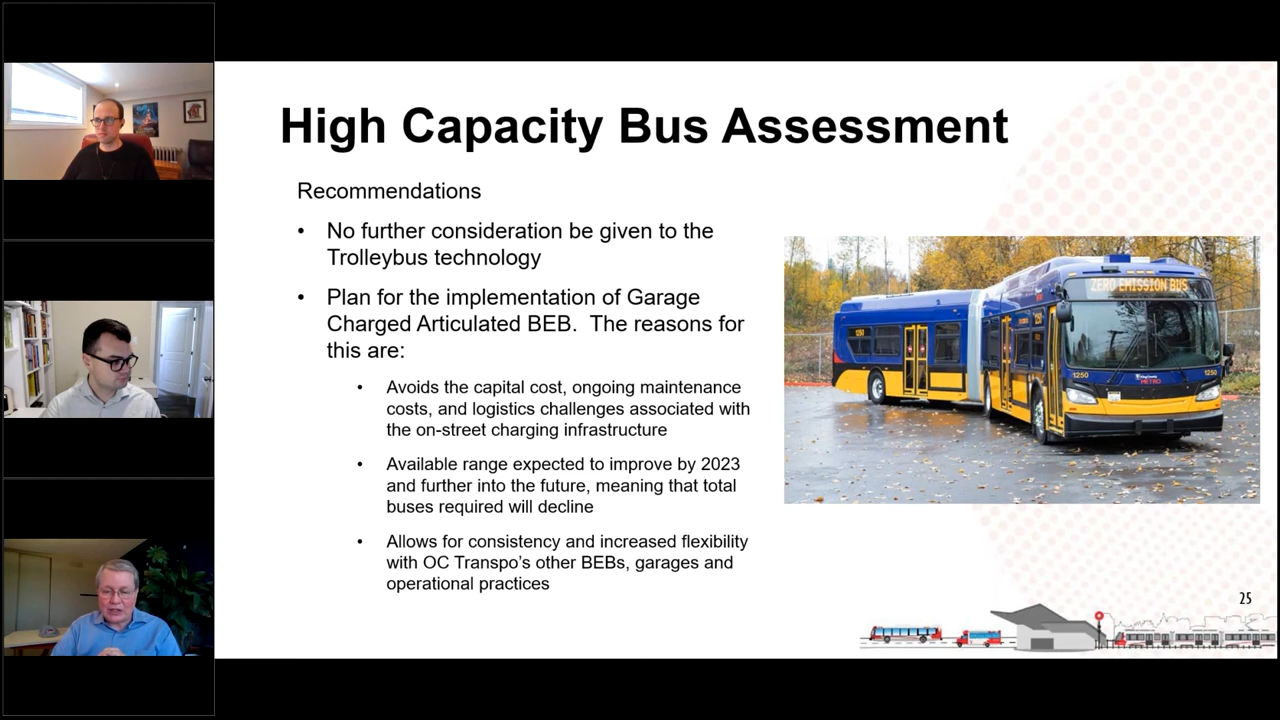 High Capacity Bus Assessment
Recommendations
• No further consideration be given to the
Trolleybus technology
• Plan for the implementation of Garage
Charged Articulated BEB.  The reasons for
this are:
• Avoids the capital cost, ongoing maintenance
costs, and logistics challenges associated with
the on-street charging infrastructure
• Available range expected to improve by 2023
and further into the future, meaning that total
buses required will decline
• Allows for consistency and increased flexibility
with OC Transpo's other BEBs, garages and
operational practices
ZERO EMISSION BUS
1250
1250
1250
1250
METRO
25